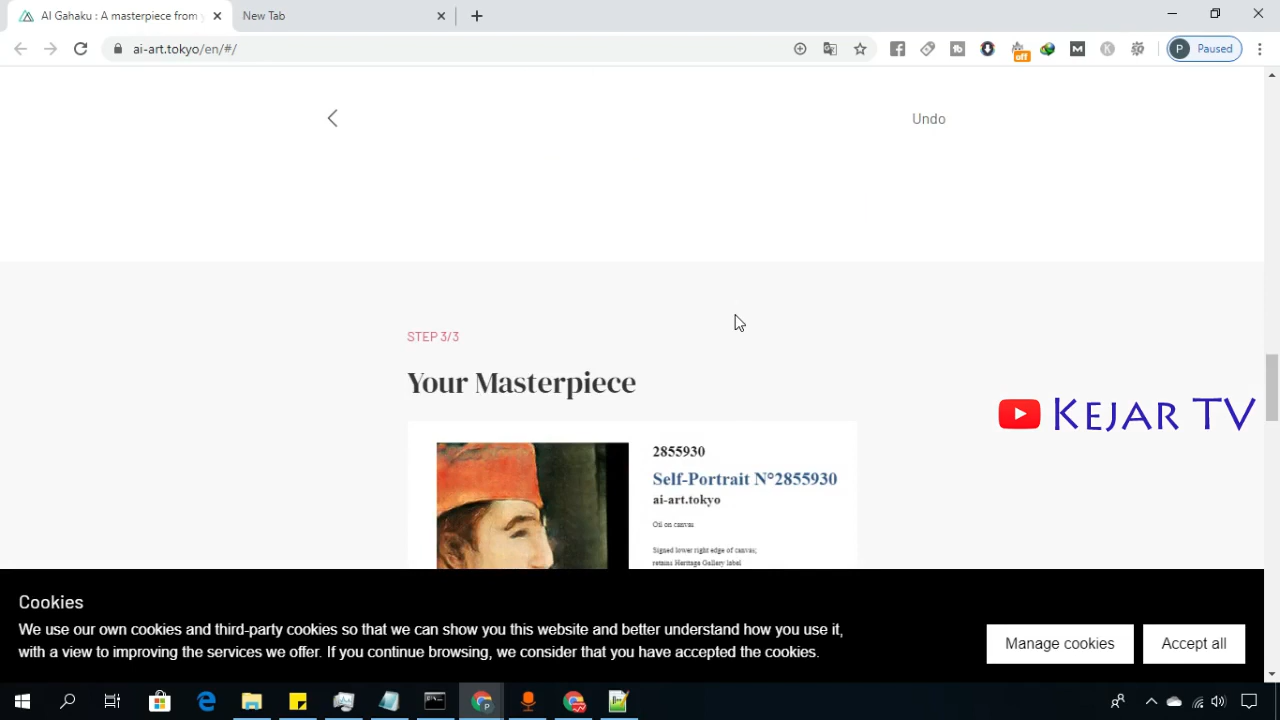 AI Gahaku : A masterpiece from
New Tab
ai-art.tokyo/en/#/
off
M
K
P
Paused
Undo
STEP 3/3
Your Masterpiece
KEJAR TV
2855930
Self-Portrait N°2855930
ai-art.tokyo
Oil on canvas
Signed lower right edge of canvas;
retains Heritage Gallery label
Cookies
We use our own cookies and third-party cookies so that we can show you this website and better understand how you use it,
with a view to improving the services we offer. If you continue browsing, we consider that you have accepted the cookies.
Manage cookies
Accept all